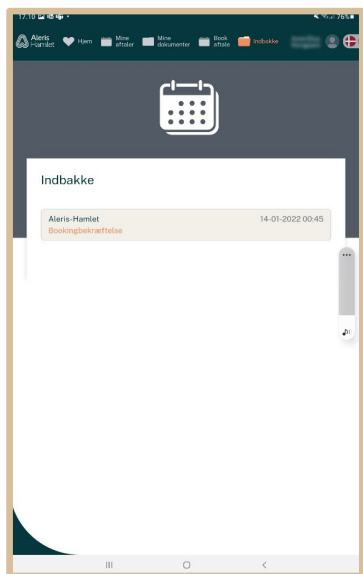 17.10
76%
Aleris
Hamlet
Hjem
Mine
aftaler
Mine
dokumenter
Book
aftale
Indbakke
Indbakke
Aleris-Hamlet
14-01-2022 00:45
Bookingbekræftelse